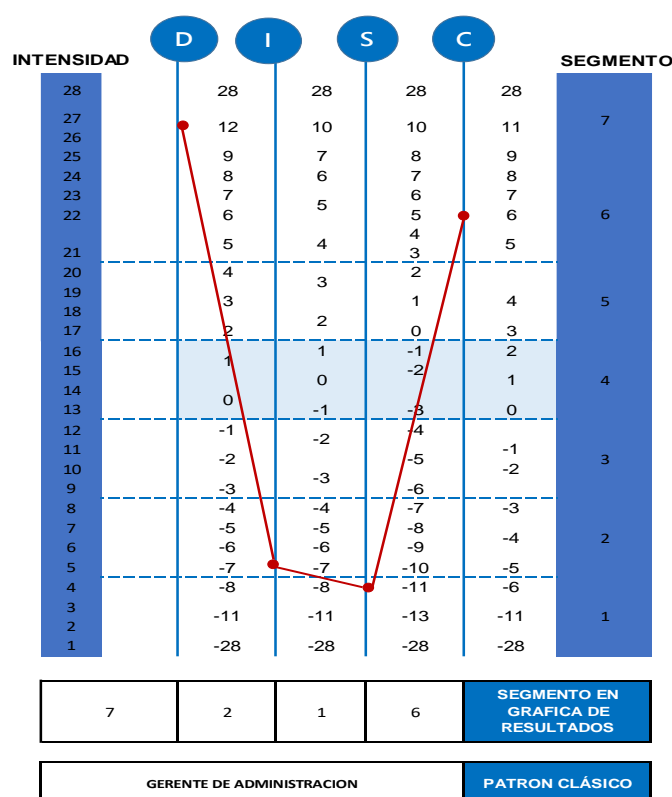 D I S C
INTENSIDAD SEGMENTO
28 28 28 28 28
27 12 10 10 11 7
26
25 9 7 8 9
24 8 6 7 8
23 7 5 6 7
22 6 5 6 6
5 4 4 5
21 3
20 4 3 2
19 3 1 4 5
18 2
17 2 0 3
16 1 1 -1 2
15 0 -2 1 4
14 0
13 -1 -3 0
12 -1 -2 -4
11 -2 -5 -1 3
10 -3 -2
9 -3 -6
8 -4 -4 -7 -3
7 -5 -5 -8 -4 2
6 -6 -6 -9
5 -7 -7 -10 -5
4 -8 -8 -11 -6
3 -11 -11 -13 -11 1
2
1 -28 -28 -28 -28
7 2 1 6 SEGMENTO EN
GRAFICA DE
RESULTADOS
GERENTE DE ADMINISTRACION PATRON CLÁSICO